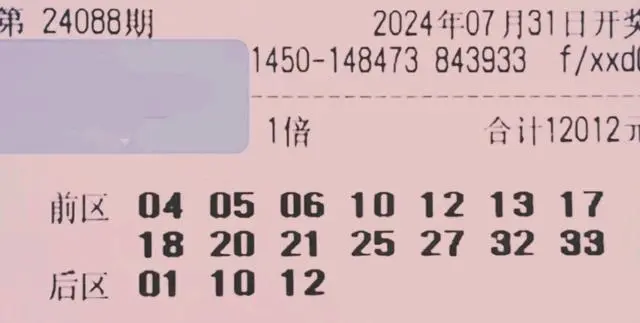 第 24088期
2024年07月31日开奖
1450-148473 843933 f/xxd
1倍 合计12012元
前区 04 05 06 10 12 13 17
18 20 21 25 27 32 33
后区 01 10 12